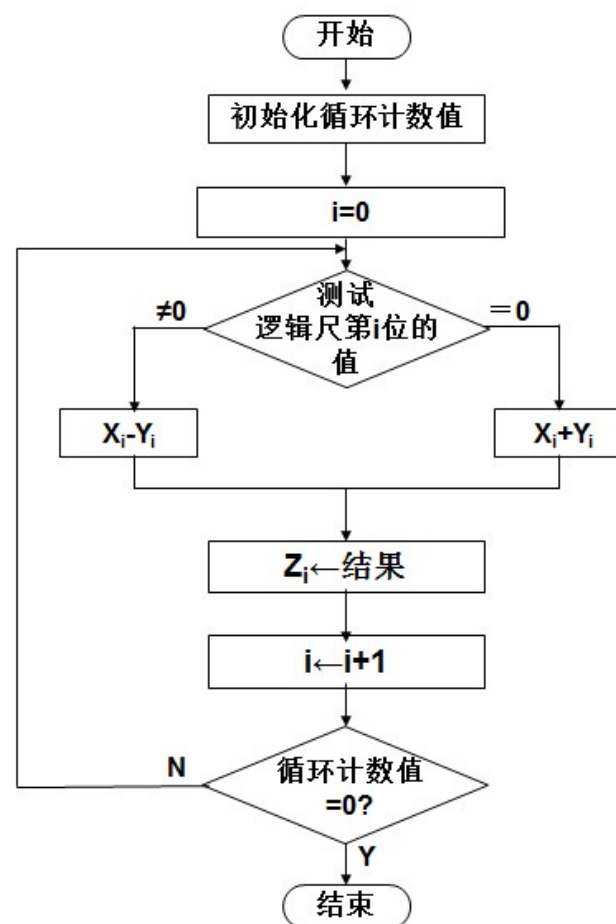 开始
初始化循环计数值
i=0
测试
逻辑尺第i位的
值
≠0
＝0
Xi-Yi
Xi+Yi
Zi←结果
i←i+1
循环计数值
=0?
N
Y
结束